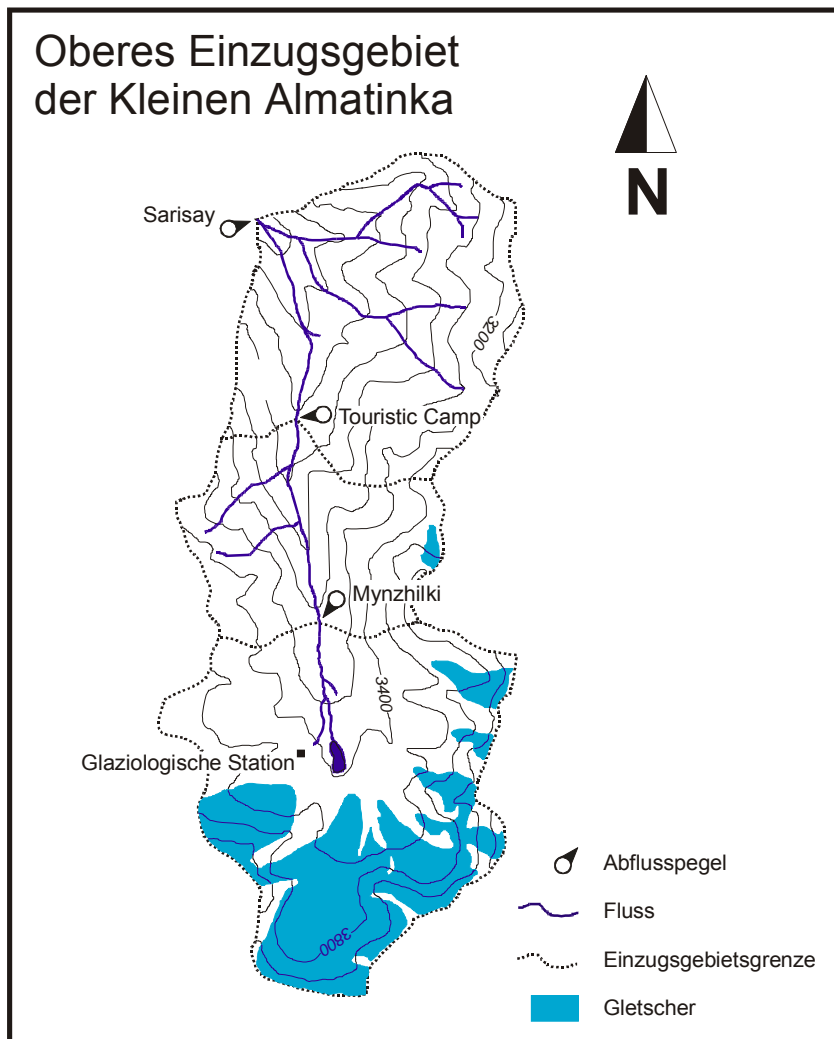 Oberes Einzugsgebiet
der Kleinen Almatinka
N
Sarisay
3200
Touristic Camp
Mynzhilki
3400
Glaziologische Station
Abflusspegel
Fluss
3800
Einzugsgebietsgrenze
Gletscher